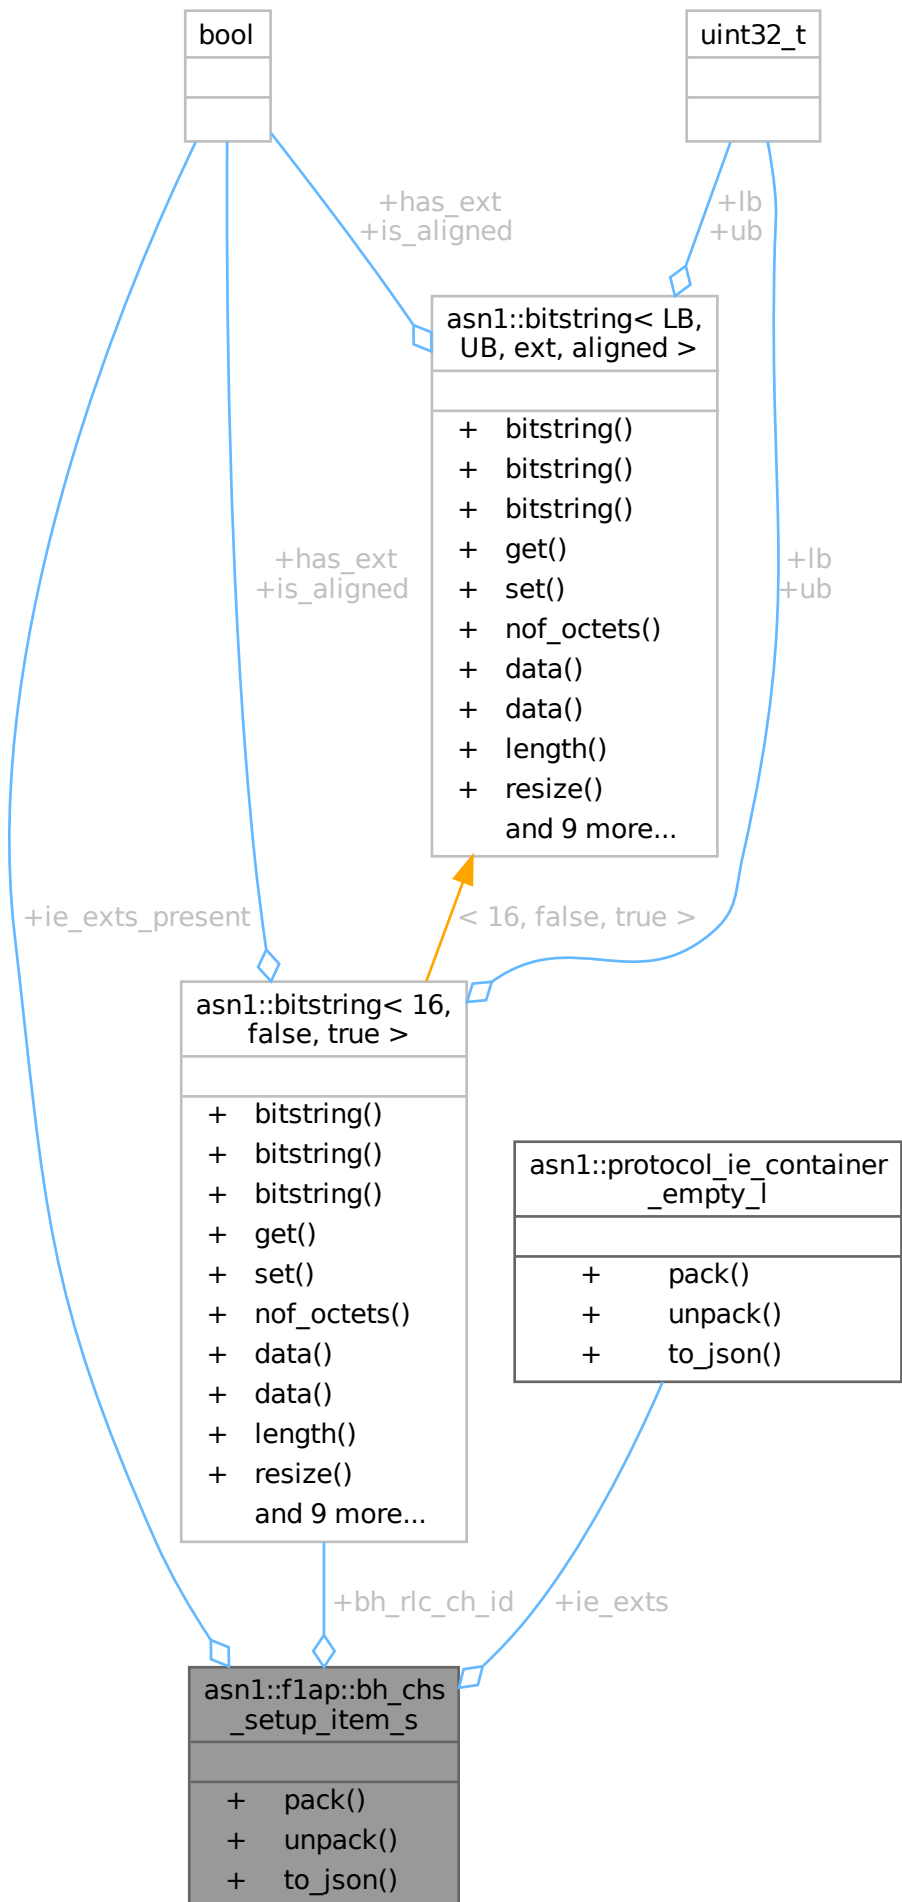 bool
uint32_t
+has_ext
+is_aligned
+lb
+ub
asn1::bitstring< LB,
UB, ext, aligned >
+ bitstring()
+ bitstring()
+ bitstring()
+ get()
+ set()
+ nof_octets()
+ data()
+ data()
+ length()
+ resize()
and 9 more...
+has_ext
+is_aligned
+lb
+ub
+ie_exts_present
< 16, false, true >
asn1::bitstring< 16,
false, true >
+ bitstring()
+ bitstring()
+ bitstring()
+ get()
+ set()
+ nof_octets()
+ data()
+ data()
+ length()
+ resize()
and 9 more...
asn1::protocol_ie_container
_empty_l
+ pack()
+ unpack()
+ to_json()
+bh_rlc_ch_id
+ie_exts
asn1::f1ap::bh_chs
_setup_item_s
+ pack()
+ unpack()
+ to_json()